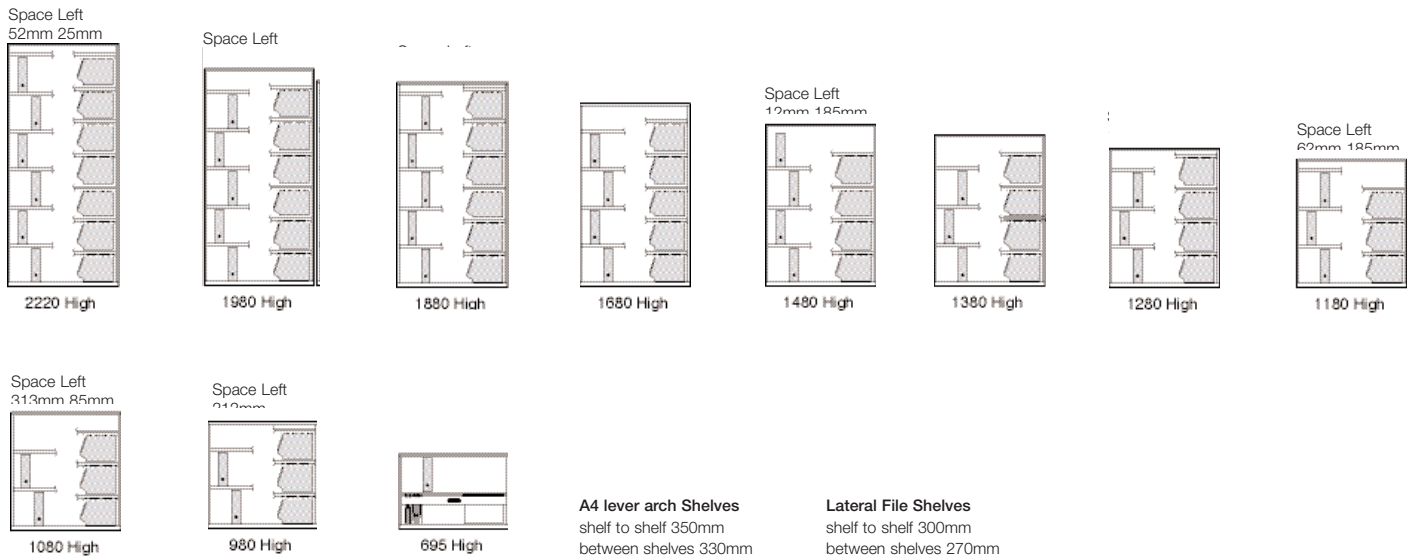 Space Left
52mm 25mm
2220 High
Space Left
1980 High
1880 High
1680 High
Space Left
12mm 185mm
1480 High
1380 High
1280 High
Space Left
62mm 185mm
1180 High
Space Left
313mm 85mm
1080 High
Space Left
212mm
980 High
695 High
A4 lever arch Shelves
shelf to shelf 350mm
between shelves 330mm
Lateral File Shelves
shelf to shelf 300mm
between shelves 270mm